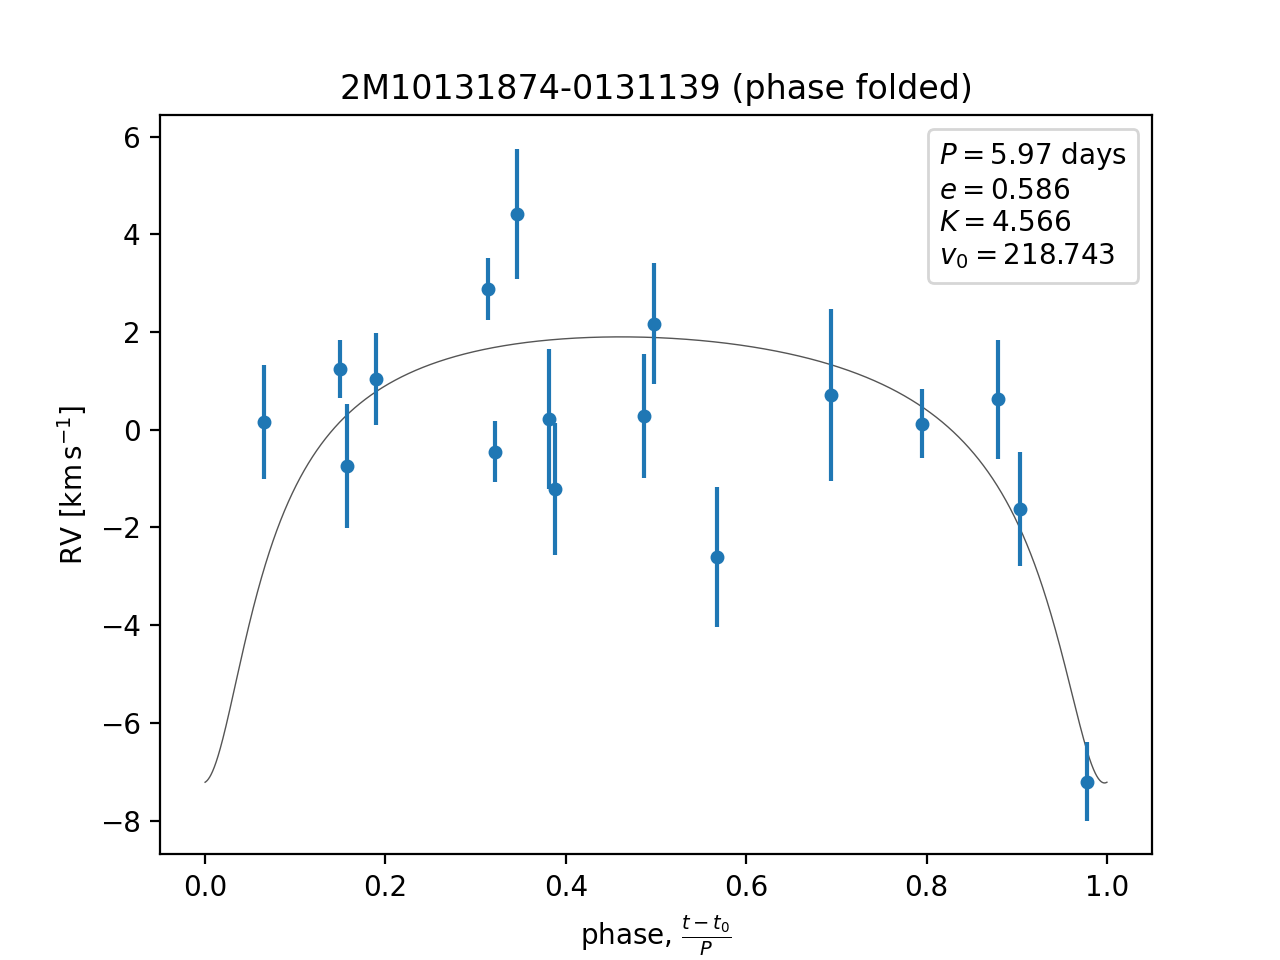 2M10131874-0131139 (phase folded)
P = 5.97 days
e = 0.586
K = 4.566
v₀ = 218.743
RV [km s⁻¹]
6
4
2
0
−2
−4
−6
−8
0.0 0.2 0.4 0.6 0.8 1.0
phase, (t − t₀)/P